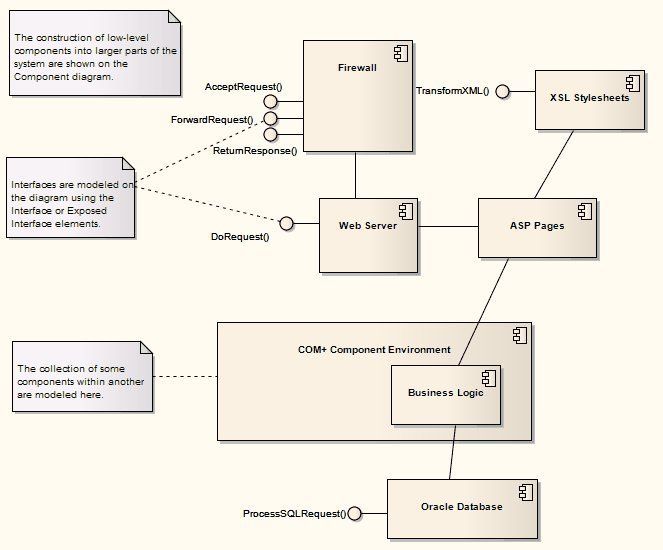 The construction of low-level
components into larger parts of the
system are shown on the
Component diagram.
Firewall
AcceptRequest()
ForwardRequest()
ReturnResponse()
TransformXML()
XSL Stylesheets
Interfaces are modeled on
the diagram using the
Interface or Exposed
Interface elements.
DoRequest()
Web Server
ASP Pages
COM+ Component Environment
Business Logic
The collection of some
components within another
are modeled here.
ProcessSQLRequest()
Oracle Database